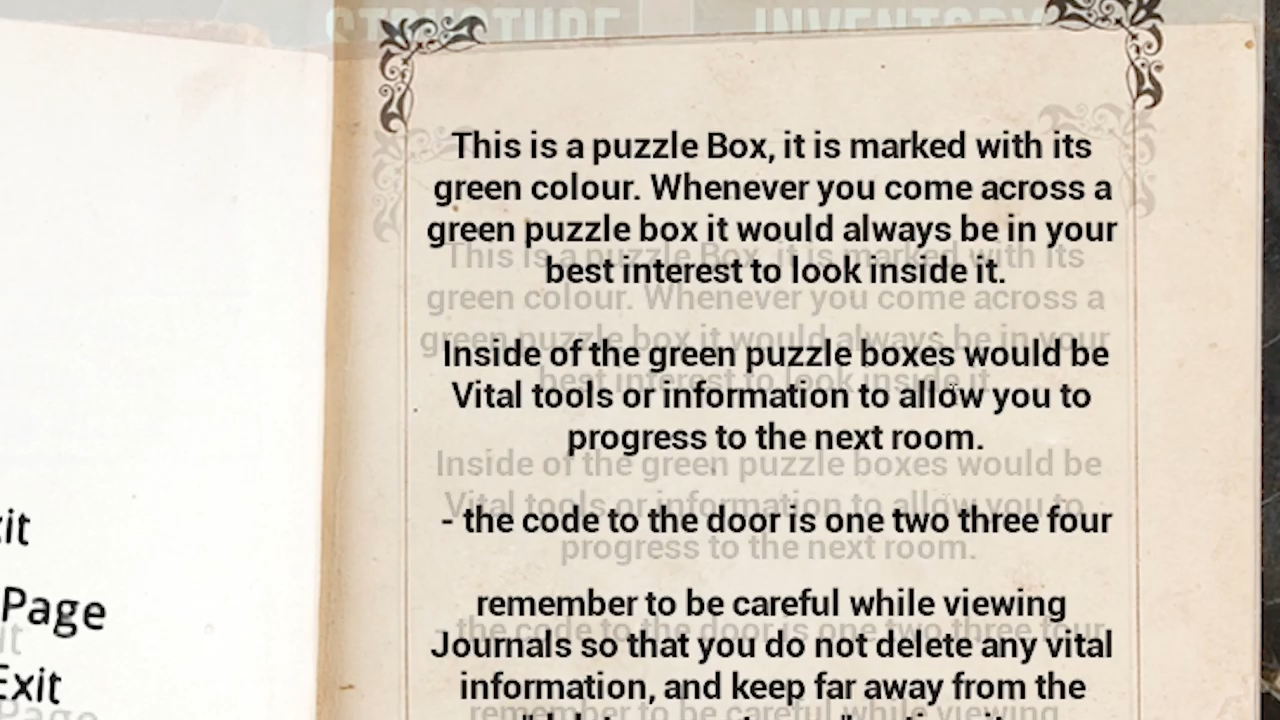 STRUCTURE INVENTORY
This is a puzzle Box, it is marked with its
green colour. Whenever you come across a
green puzzle box it would always be in your
best interest to look inside it.
Inside of the green puzzle boxes would be
Vital tools or information to allow you to
progress to the next room.
- the code to the door is one two three four
remember to be careful while viewing
Journals so that you do not delete any vital
information, and keep far away from the
Page
Exit